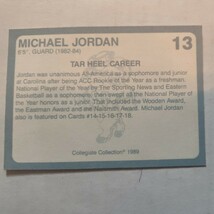 MICHAEL JORDAN
13
6'6", GUARD (1982-84)
TAR HEEL CAREER
Jordan was unanimous All-America as a sophomore and junior
at Carolina after being ACC Rookie of the Year as a freshman.
National Player of the Year by The Sporting News and Eastern
Basketball as a sophomore, then swept all the National Player of
the Year honors as a junior. That included the Wooden Award,
the Eastman Award and the Naismith Award. Michael Jordan
also is featured on Cards #14-15-16-17-18.
Collegiate Collection® 1989